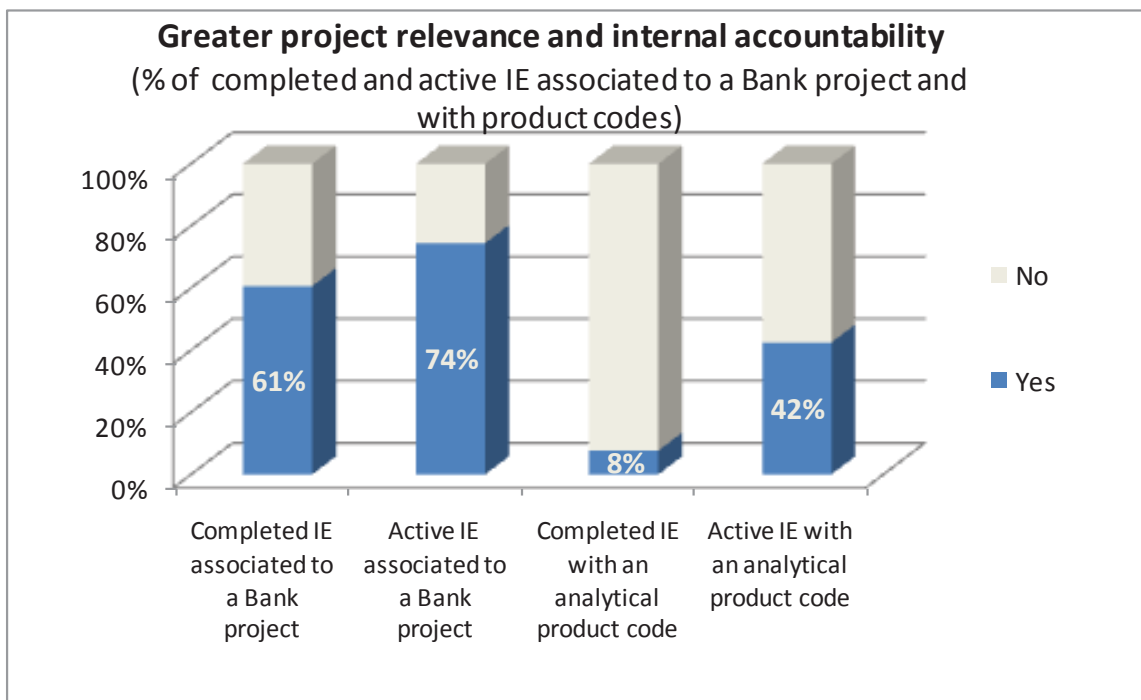 Greater project relevance and internal accountability
(% of completed and active IE associated to a Bank project and
with product codes)
100%
80%
60%
40%
20%
0%
61%
74%
8%
42%
No
Yes
Completed IE
associated to
a Bank
project
Active IE
associated to
a Bank
project
Completed IE
with an
analytical
product code
Active IE with
an analytical
product code